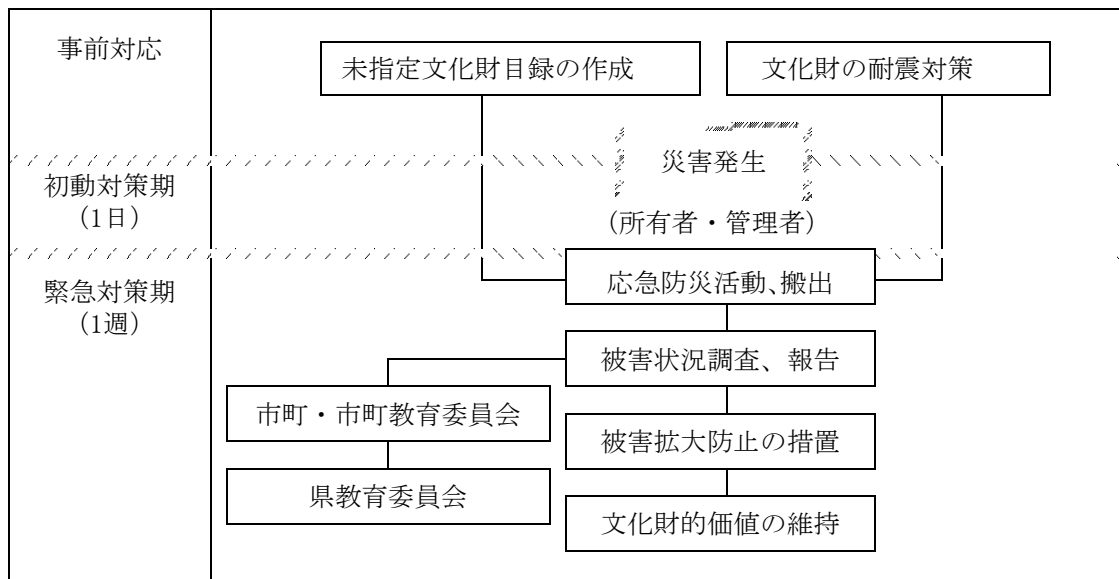 事前対応
未指定文化財目録の作成
文化財の耐震対策
災害発生
初動対策期
(1日)
(所有者・管理者)
緊急対策期
(1週)
応急防災活動、搬出
被害状況調査、報告
市町・市町教育委員会
被害拡大防止の措置
県教育委員会
文化財的価値の維持